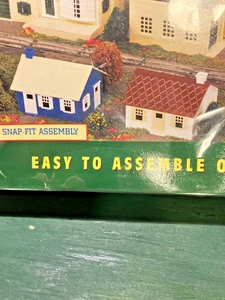 SNAP-FIT ASSEMBLY
EASY TO ASSEMBLE O